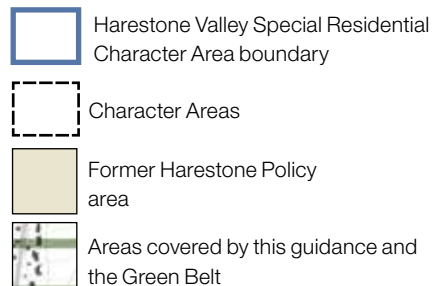 Harestone Valley Special Residential
Character Area boundary
Character Areas
Former Harestone Policy
area
Areas covered by this guidance and
the Green Belt